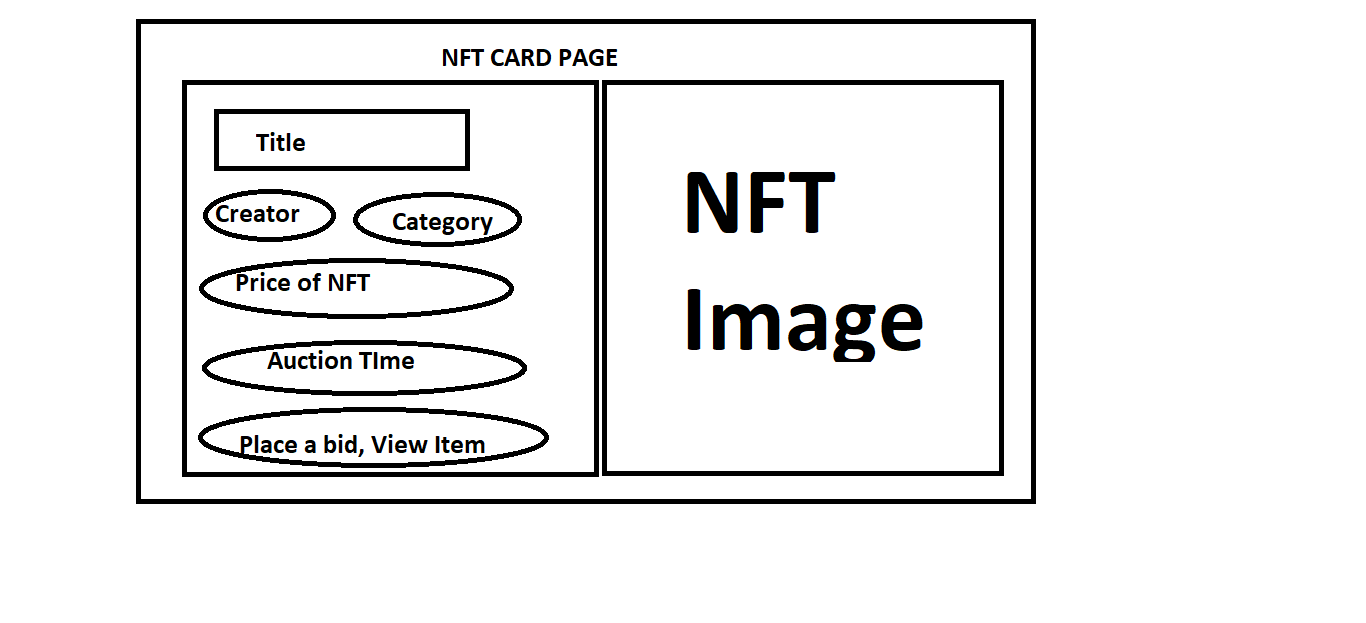 NFT CARD PAGE
Title
Creator
Category
Price of NFT
Auction TIme
Place a bid, View Item
NFT
Image